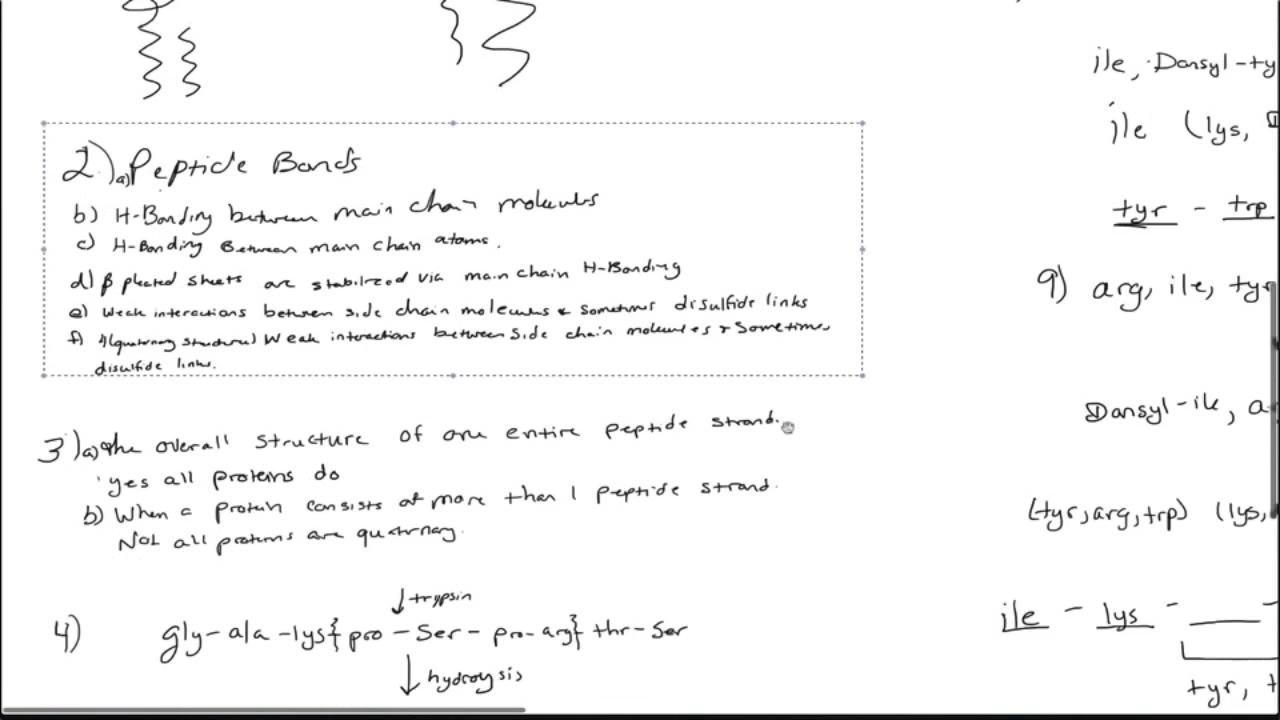 2.) a) Peptide Bonds
b) H-Bonding between main chain molecules
c) H-Bonding Between main chain atoms.
d) β pleated sheets are stabilized via main chain H-Bonding
e) Weak interactions between side chain molecules & sometimes disulfide links
f) 4(quaternary structure) Weak interactions between side chain molecules & sometimes
disulfide links.
3) a) the overall structure of one entire peptide strand.
yes all proteins do
b) When a protein consists of more than 1 peptide strand.
Not all proteins are quaternary.
4)
↓ trypsin
gly-ala-lys{pro-Ser-pro-arg} thr-Ser
↓ hydroysis
ile, Dansyl-ty
ile (lys,
tyr - trp
9) arg, ile, tyr
Dansyl-ile, a
(tyr, arg, trp) (lys,
ile - lys -
tyr, t